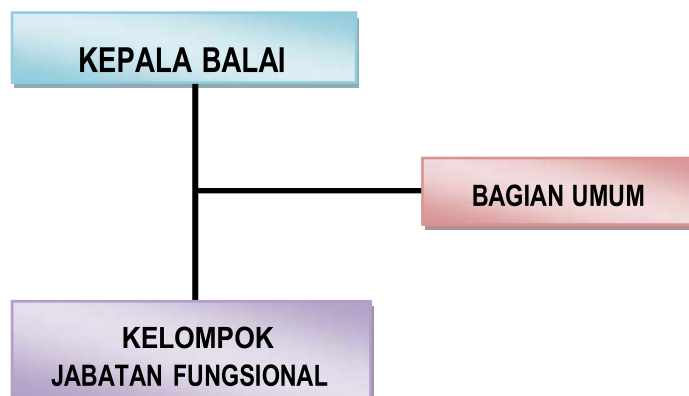 KEPALA BALAI
BAGIAN UMUM
KELOMPOK
JABATAN FUNGSIONAL